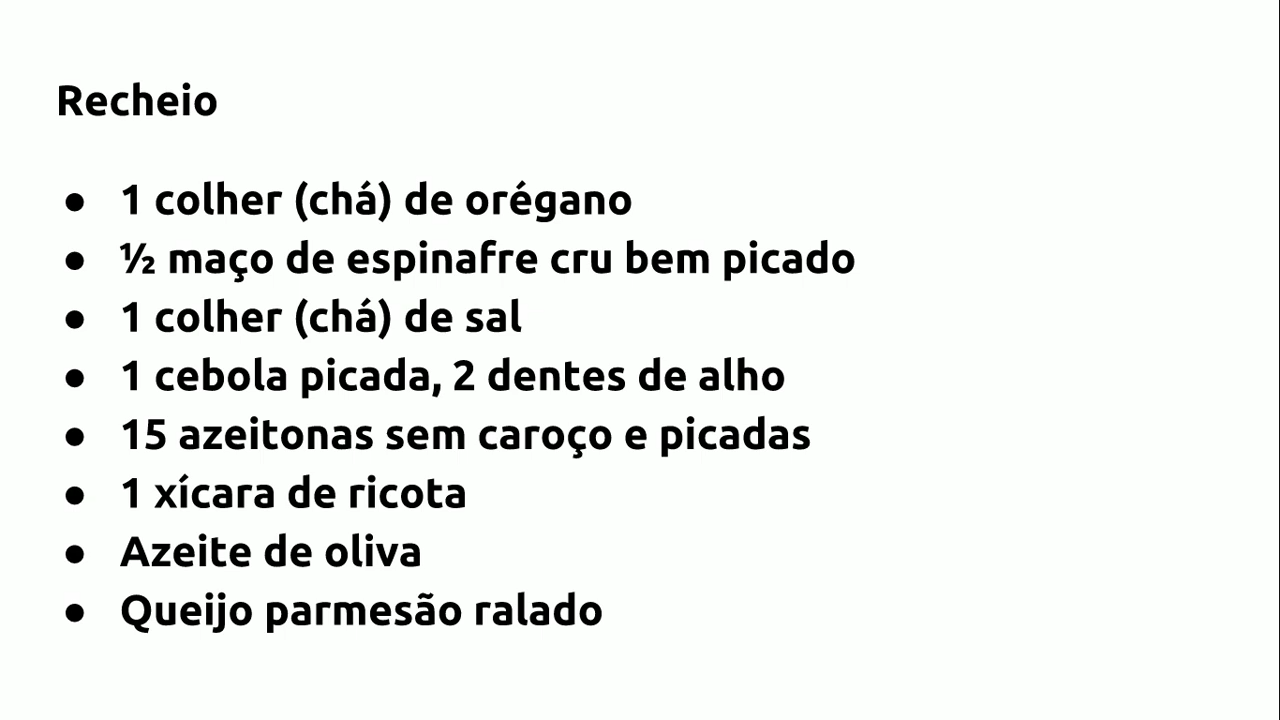 Recheio
● 1 colher (chá) de orégano
● ½ maço de espinafre cru bem picado
● 1 colher (chá) de sal
● 1 cebola picada, 2 dentes de alho
● 15 azeitonas sem caroço e picadas
● 1 xícara de ricota
● Azeite de oliva
● Queijo parmesão ralado